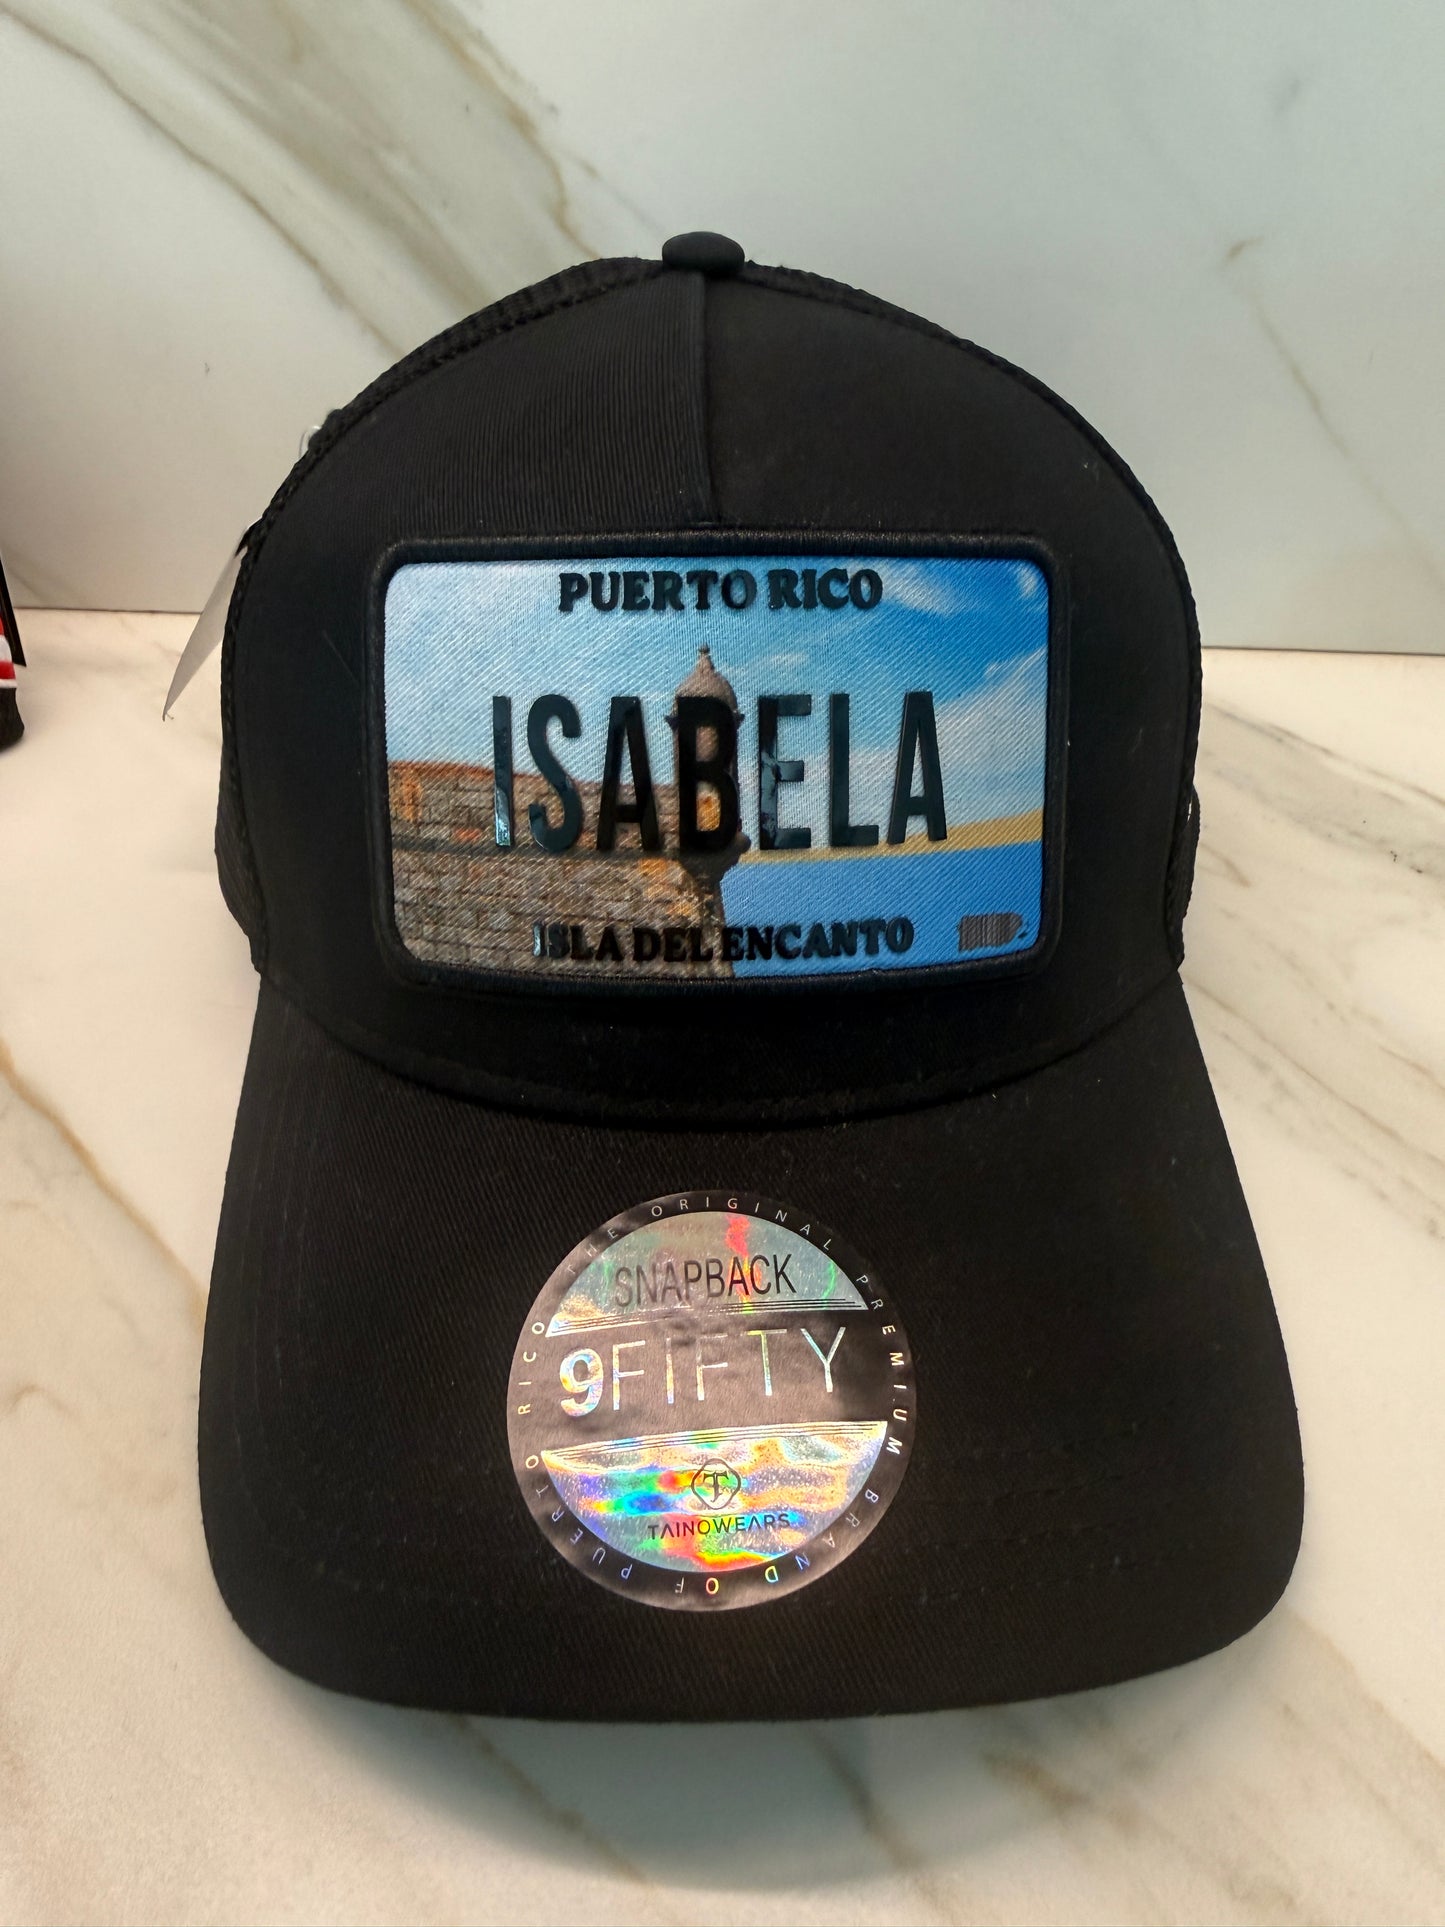 PUERTO RICO
ISABELA
ISLA DEL ENCANTO
THE ORIGINAL PREMIUM BRAND OF PUERTO RICO
SNAPBACK
9FIFTY
T
TAINOWEARS